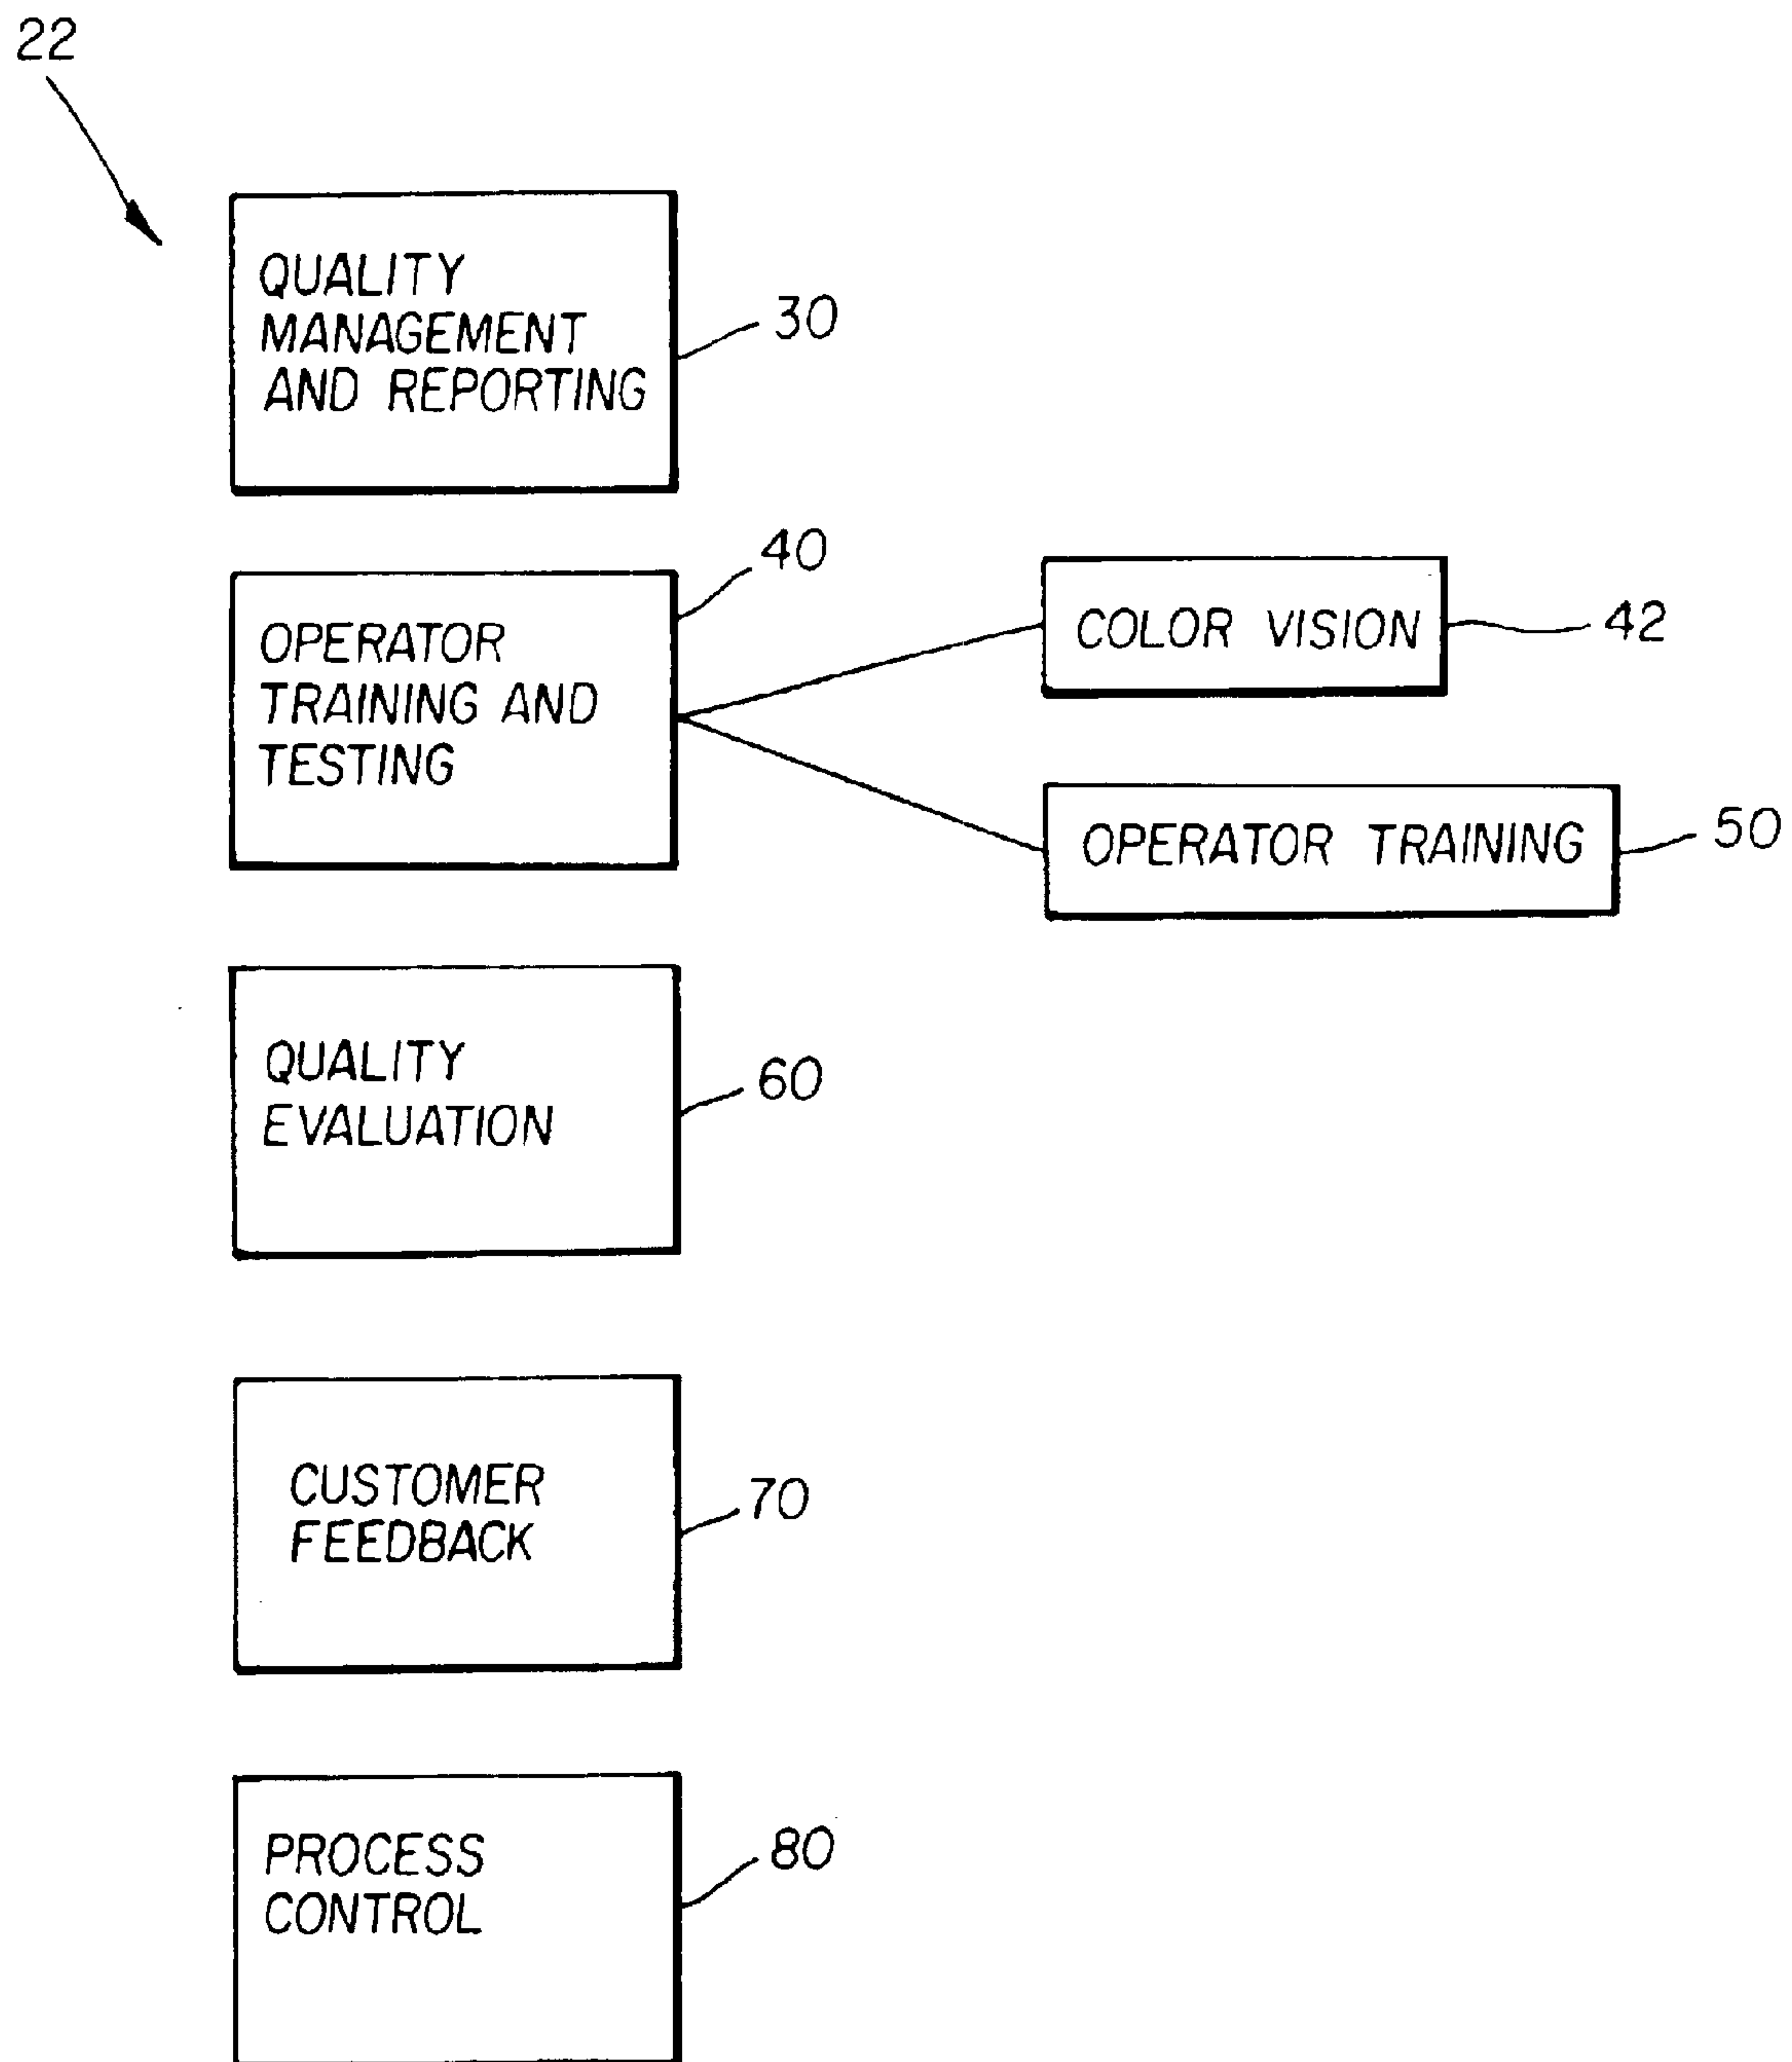 22
QUALITY
MANAGEMENT
AND REPORTING
30
40
OPERATOR
TRAINING AND
TESTING
COLOR VISION
42
OPERATOR TRAINING
50
QUALITY
EVALUATION
60
CUSTOMER
FEEDBACK
70
PROCESS
CONTROL
80